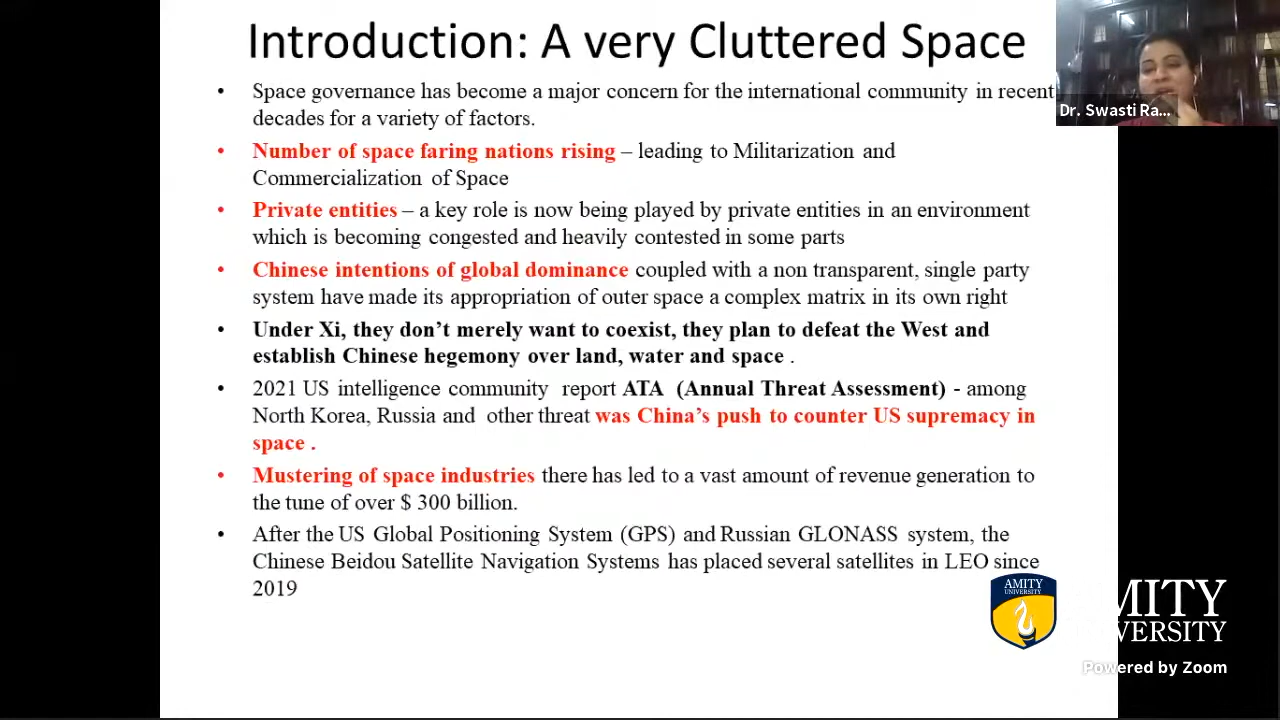 Introduction: A very Cluttered Space
• Space governance has become a major concern for the international community in recent
decades for a variety of factors.
• Number of space faring nations rising – leading to Militarization and
Commercialization of Space
• Private entities – a key role is now being played by private entities in an environment
which is becoming congested and heavily contested in some parts
• Chinese intentions of global dominance coupled with a non transparent, single party
system have made its appropriation of outer space a complex matrix in its own right
• Under Xi, they don’t merely want to coexist, they plan to defeat the West and
establish Chinese hegemony over land, water and space .
• 2021 US intelligence community report ATA (Annual Threat Assessment) - among
North Korea, Russia and other threat was China’s push to counter US supremacy in
space .
• Mustering of space industries there has led to a vast amount of revenue generation to
the tune of over $ 300 billion.
• After the US Global Positioning System (GPS) and Russian GLONASS system, the
Chinese Beidou Satellite Navigation Systems has placed several satellites in LEO since
2019
Dr. Swasti Ra...
AMITY
UNIVERSITY
MITY
VERSITY
Powered by Zoom